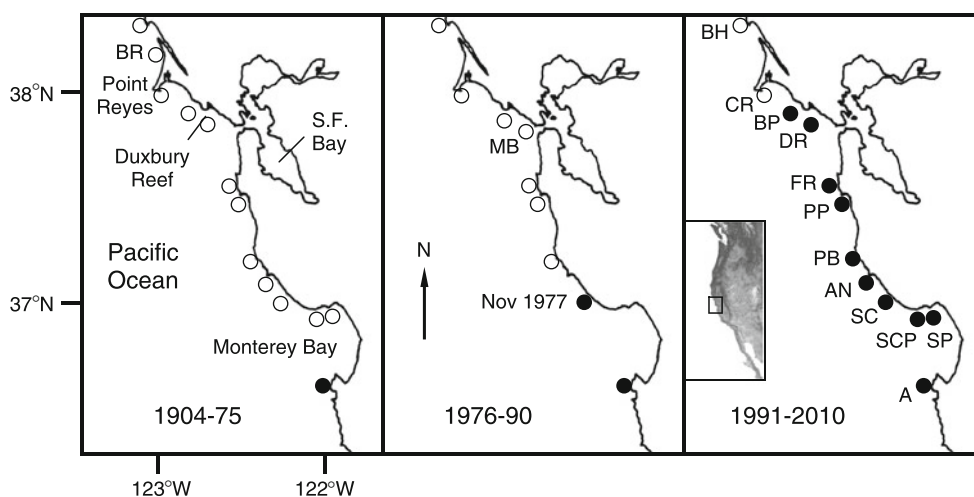 BR
Point
Reyes
38°N
Duxbury
Reef
S.F.
Bay
Pacific
Ocean
37°N
Monterey Bay
1904-75
123°W
122°W
MB
N
Nov 1977
1976-90
BH
CR
BP
DR
FR
PP
PB
AN
SC
SCP
SP
A
1991-2010